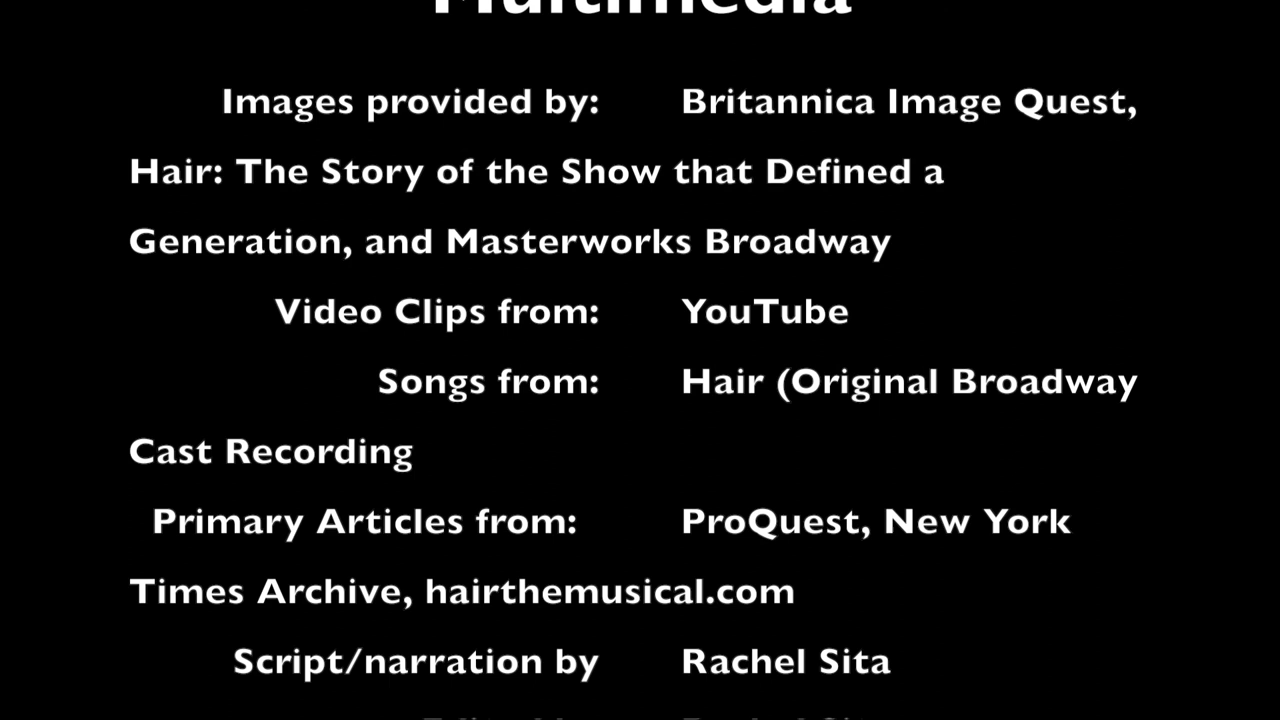 Multimedia
Images provided by: Britannica Image Quest,
Hair: The Story of the Show that Defined a
Generation, and Masterworks Broadway
Video Clips from: YouTube
Songs from: Hair (Original Broadway
Cast Recording
Primary Articles from: ProQuest, New York
Times Archive, hairthemusical.com
Script/narration by Rachel Sita